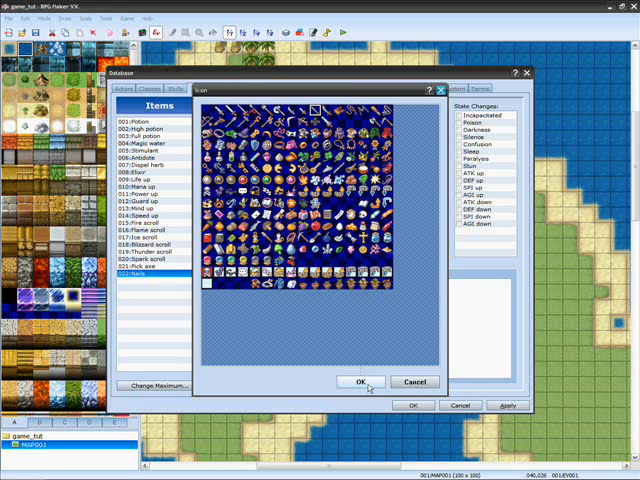 game_tut - RPG Maker VX
File Edit Mode Draw Scale Tools Game Help
Database
Actors Classes Skills
System Terms
Icon
Items
001:Potion
002:High potion
003:Full potion
004:Magic water
005:Stimulant
006:Antidote
007:Dispel herb
008:Elixir
009:Life up
010:Mana up
011:Power up
012:Guard up
013:Mind up
014:Speed up
015:Fire scroll
016:Flame scroll
017:Ice scroll
018:Blizzard scroll
019:Thunder scroll
020:Spark scroll
021:Pick axe
022:Nails
Change Maximum...
State Changes:
Incapacitated
Poison
Darkness
Silence
Confusion
Sleep
Paralysis
Stun
ATK up
DEF up
SPI up
AGI up
ATK down
DEF down
SPI down
AGI down
OK Cancel
OK Cancel Apply
A B C D E
game_tut
MAP001
001:MAP001 (100 x 100) 040,026 001:EV001